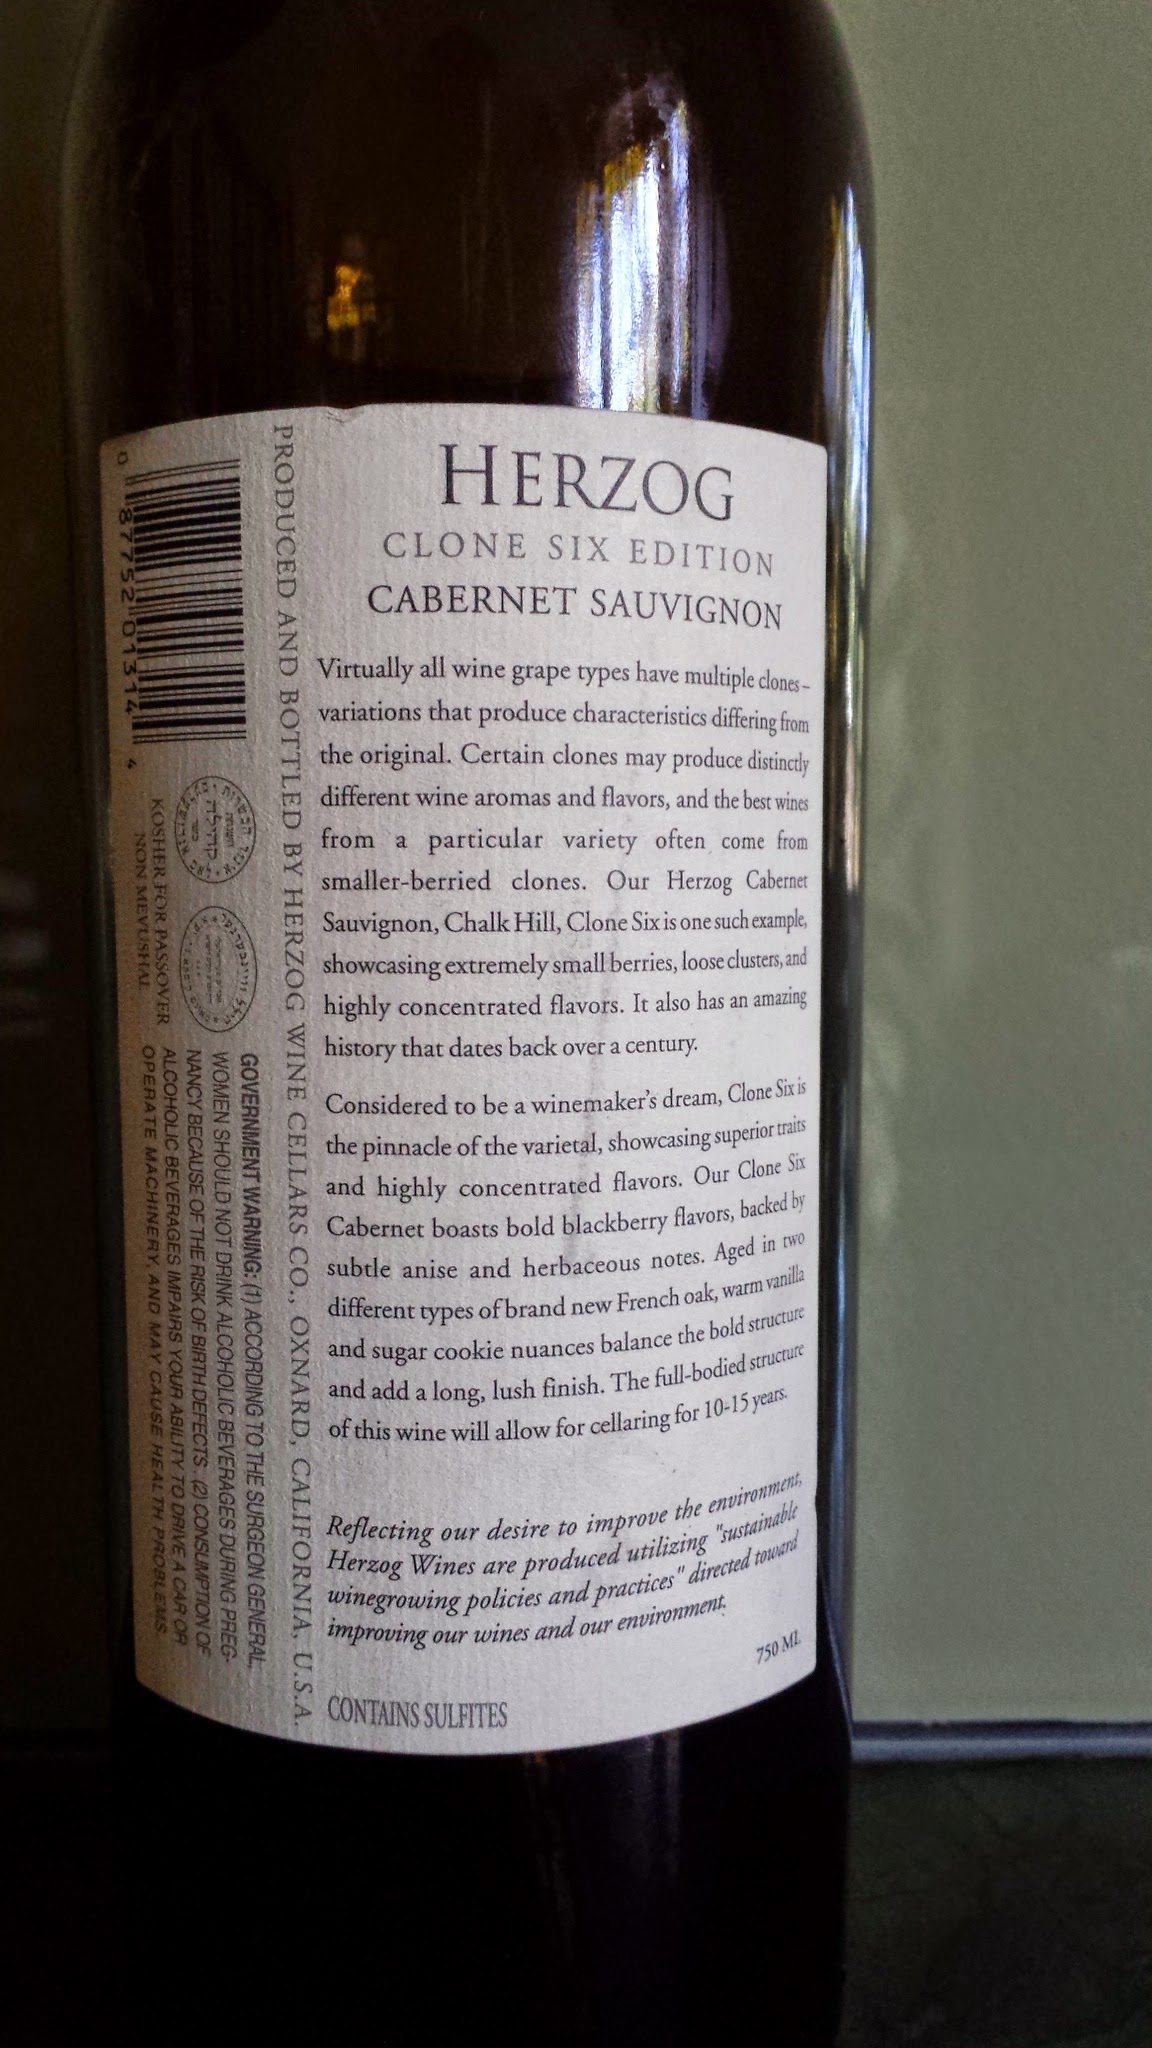 HERZOG
CLONE SIX EDITION
CABERNET SAUVIGNON
Virtually all wine grape types have multiple clones–
variations that produce characteristics differing from
the original. Certain clones may produce distinctly
different wine aromas and flavors, and the best wines
from a particular variety often come from
smaller-berried clones. Our Herzog Cabernet
Sauvignon, Chalk Hill, Clone Six is one such example,
showcasing extremely small berries, loose clusters, and
highly concentrated flavors. It also has an amazing
history that dates back over a century.
Considered to be a winemaker's dream, Clone Six is
the pinnacle of the varietal, showcasing superior traits
and highly concentrated flavors. Our Clone Six
Cabernet boasts bold blackberry flavors, backed by
subtle anise and herbaceous notes. Aged in two
different types of brand new French oak, warm vanilla
and sugar cookie nuances balance the bold structure
and add a long, lush finish. The full-bodied structure
of this wine will allow for cellaring for 10-15 years.
Reflecting our desire to improve the environment,
Herzog Wines are produced utilizing "sustainable
winegrowing policies and practices" directed toward
improving our wines and our environment.
750 ML
CONTAINS SULFITES
PRODUCED AND BOTTLED BY HERZOG WINE CELLARS CO., OXNARD, CALIFORNIA, U.S.A.
0 87752 01314 4
KOSHER FOR PASSOVER
NON MEVUSHAL
GOVERNMENT WARNING: (1) ACCORDING TO THE SURGEON GENERAL,
WOMEN SHOULD NOT DRINK ALCOHOLIC BEVERAGES DURING PREG-
NANCY BECAUSE OF THE RISK OF BIRTH DEFECTS. (2) CONSUMPTION OF
ALCOHOLIC BEVERAGES IMPAIRS YOUR ABILITY TO DRIVE A CAR OR
OPERATE MACHINERY, AND MAY CAUSE HEALTH PROBLEMS.